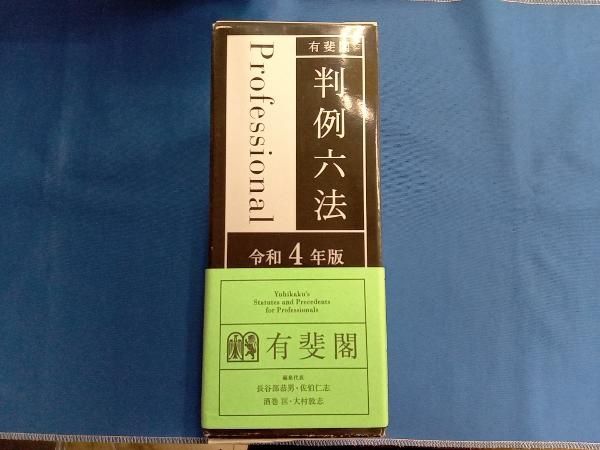 有斐閣
判例六法
Professional
令和4年版
Yuhikaku's
Statutes and Precedents
for Professionals
有斐閣
編集代表
長谷部恭男・佐伯仁志
酒巻 匡・大村敦志